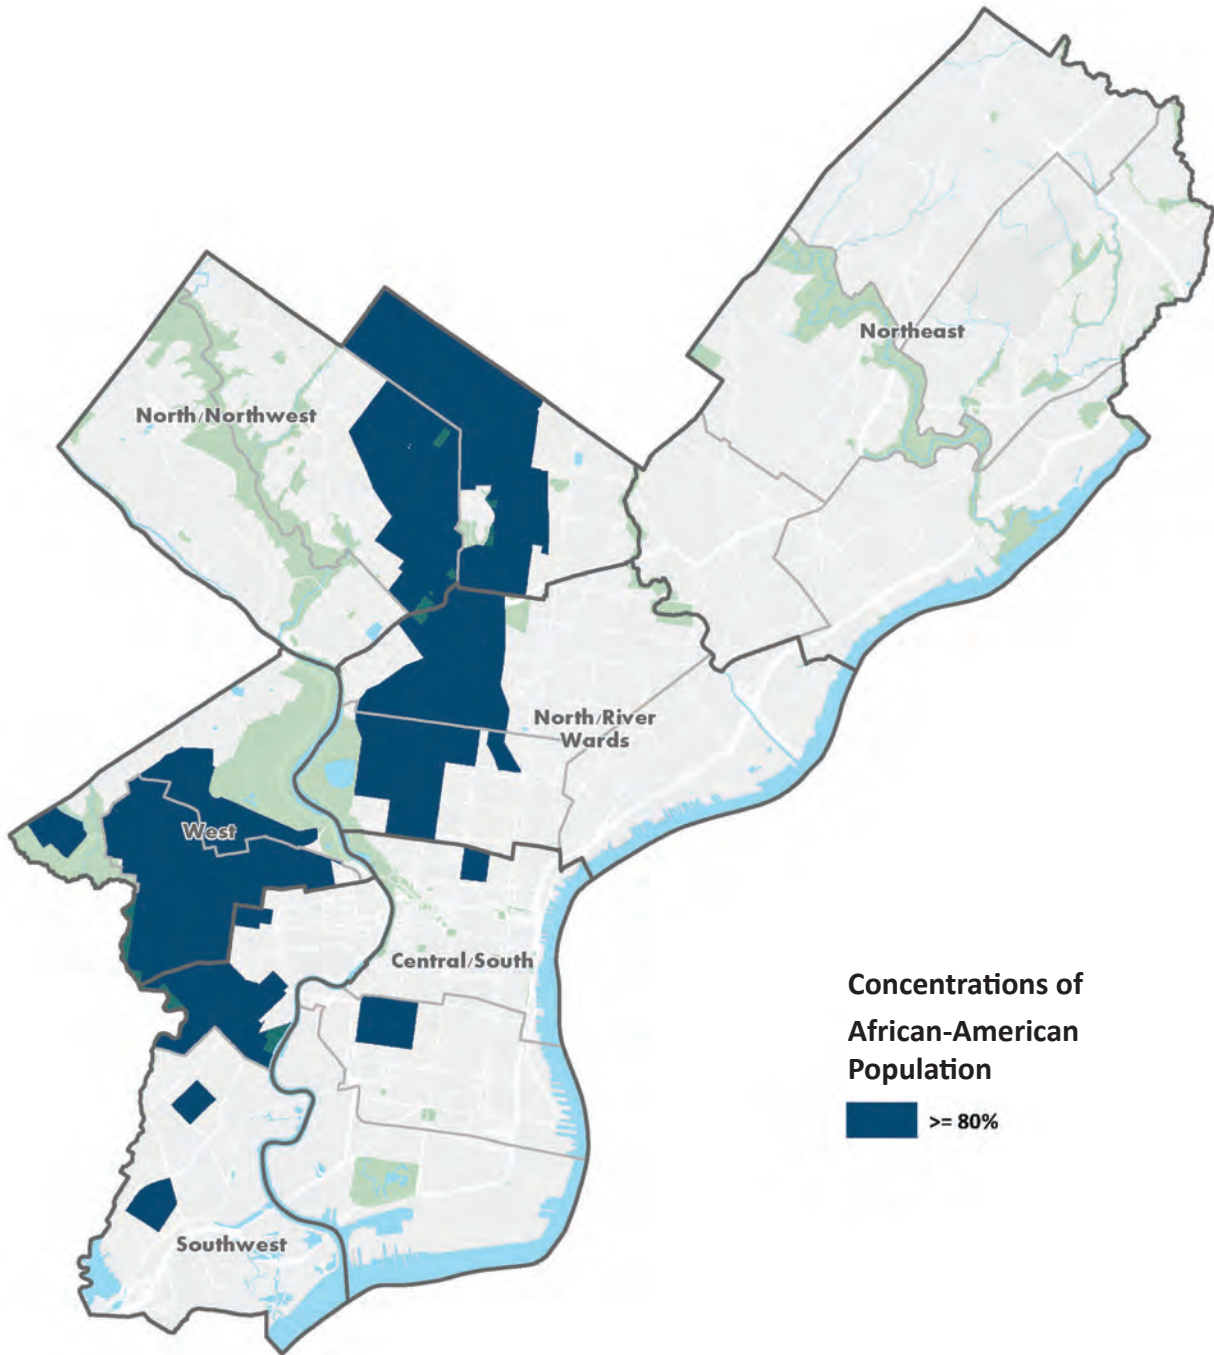 Northeast
North/Northwest
North/River
Wards
West
Central/South
Southwest
Concentrations of
African-American
Population
>= 80%